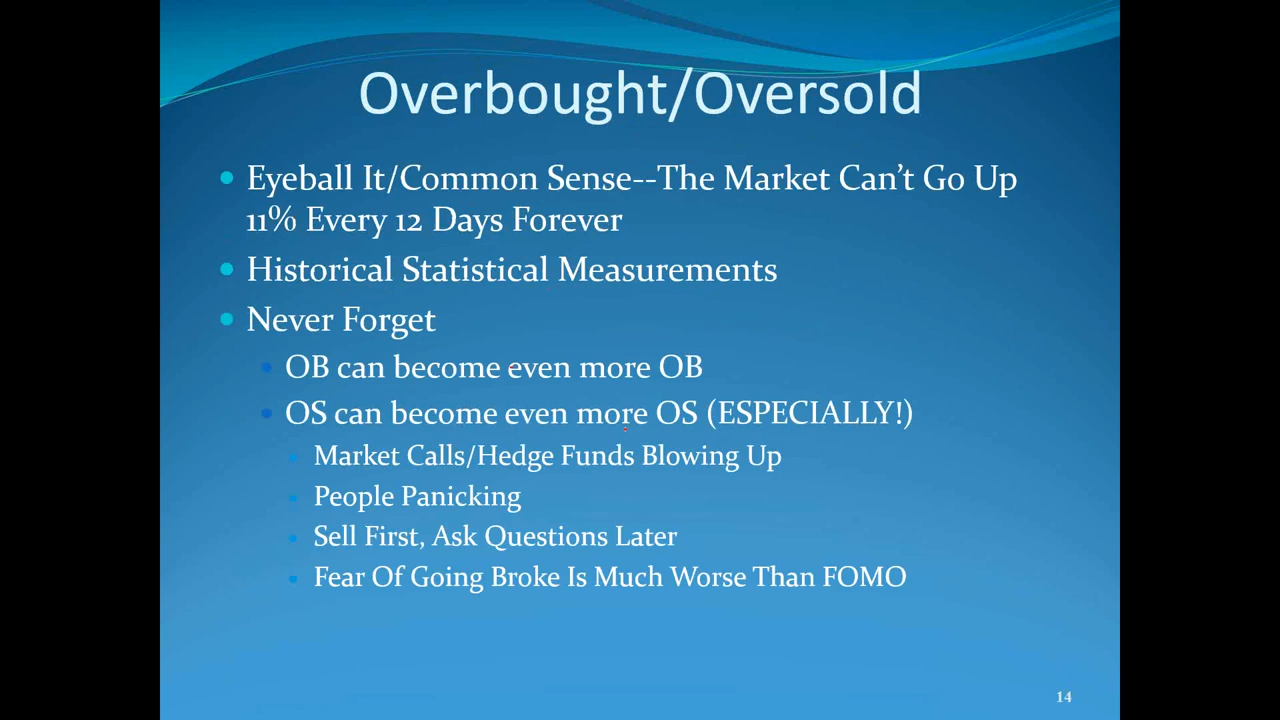 Overbought/Oversold
Eyeball It/Common Sense--The Market Can’t Go Up
11% Every 12 Days Forever
Historical Statistical Measurements
Never Forget
OB can become even more OB
OS can become even more OS (ESPECIALLY!)
Market Calls/Hedge Funds Blowing Up
People Panicking
Sell First, Ask Questions Later
Fear Of Going Broke Is Much Worse Than FOMO
14